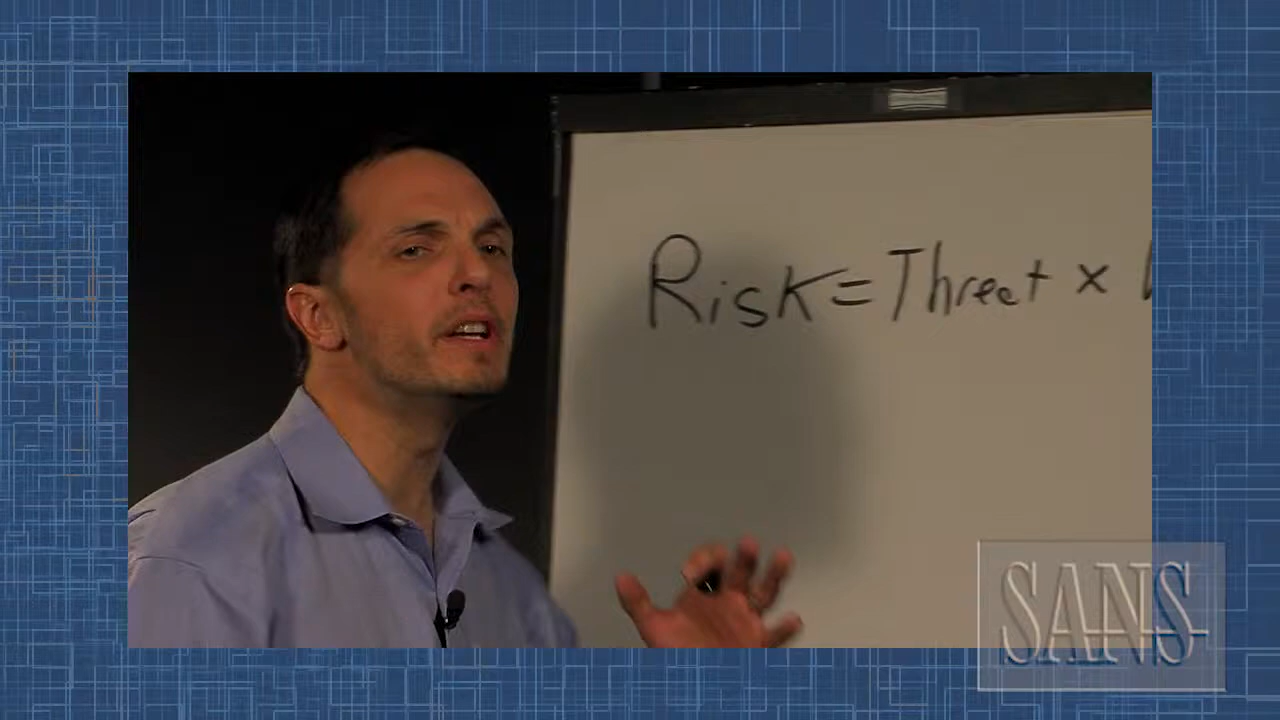 Risk = Threat x
SANS